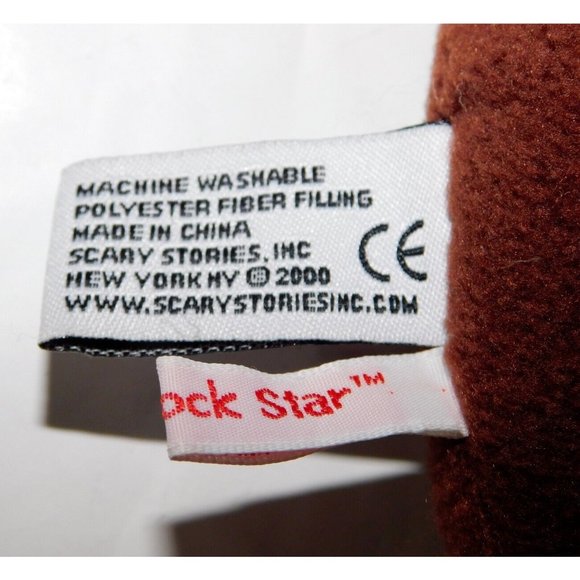 MACHINE WASHABLE
POLYESTER FIBER FILLING
MADE IN CHINA
SCARY STORIES, INC
NEW YORK NY © 2000
WWW.SCARYSTORIESINC.COM
CE
ock Star™